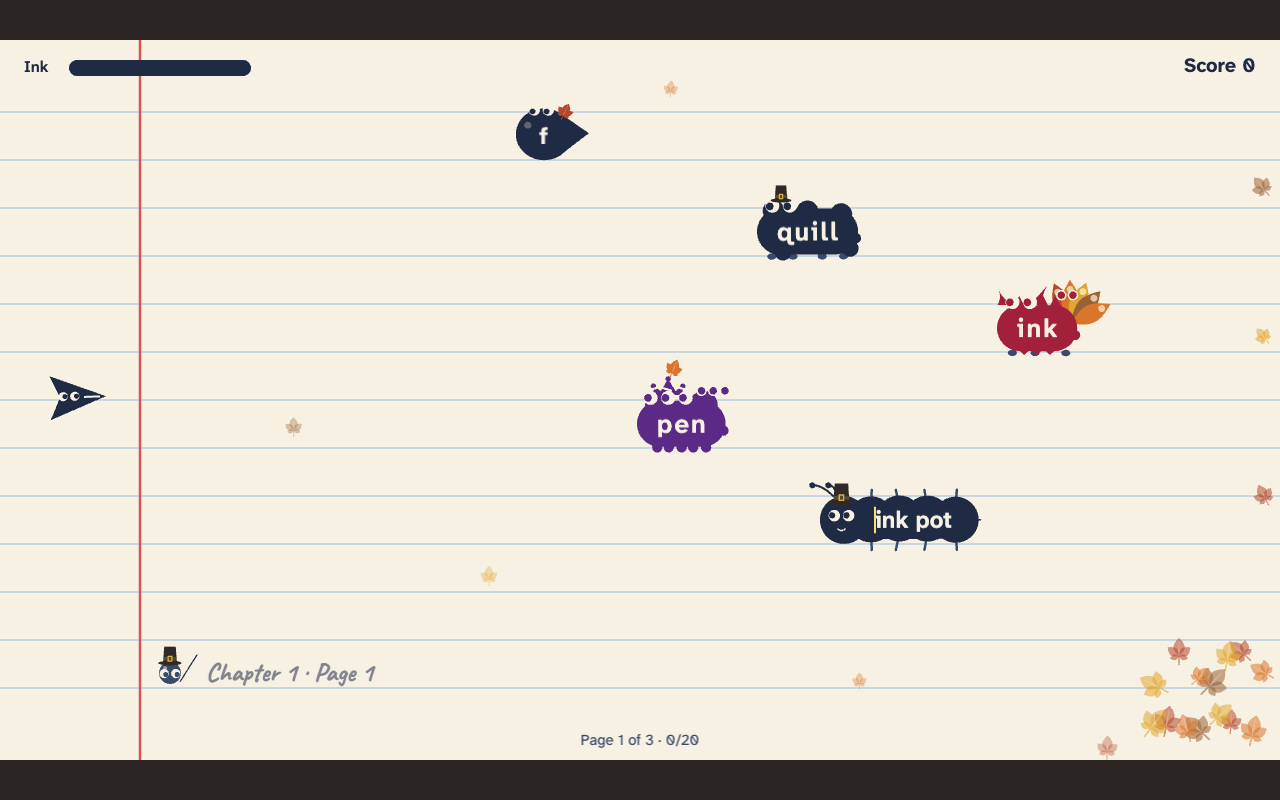 Ink
Score 0
f
quill
ink
pen
ink pot
Chapter 1 · Page 1
Page 1 of 3 · 0/20